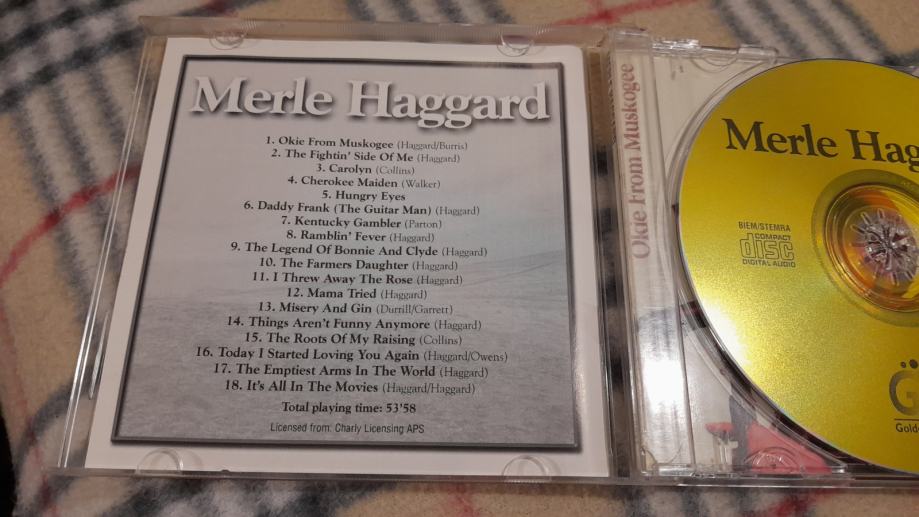 Merle Haggard
1. Okie From Muskogee (Haggard/Burris)
2. The Fightin' Side Of Me (Haggard)
3. Carolyn (Collins)
4. Cherokee Maiden (Walker)
5. Hungry Eyes
6. Daddy Frank (The Guitar Man) (Haggard)
7. Kentucky Gambler (Parton)
8. Ramblin' Fever (Haggard)
9. The Legend Of Bonnie And Clyde (Haggard)
10. The Farmers Daughter (Haggard)
11. I Threw Away The Rose (Haggard)
12. Mama Tried (Haggard)
13. Misery And Gin (Durrill/Garrett)
14. Things Aren't Funny Anymore (Haggard)
15. The Roots Of My Raising (Collins)
16. Today I Started Loving You Again (Haggard/Owens)
17. The Emptiest Arms In The World (Haggard)
18. It's All In The Movies (Haggard/Haggard)
Total playing time: 53'58
Licensed from: Charly Licensing APS
Okie From Muskogee
Merle Hag
BIEM/STEMRA
COMPACT
disc
DIGITAL AUDIO
G
Gold